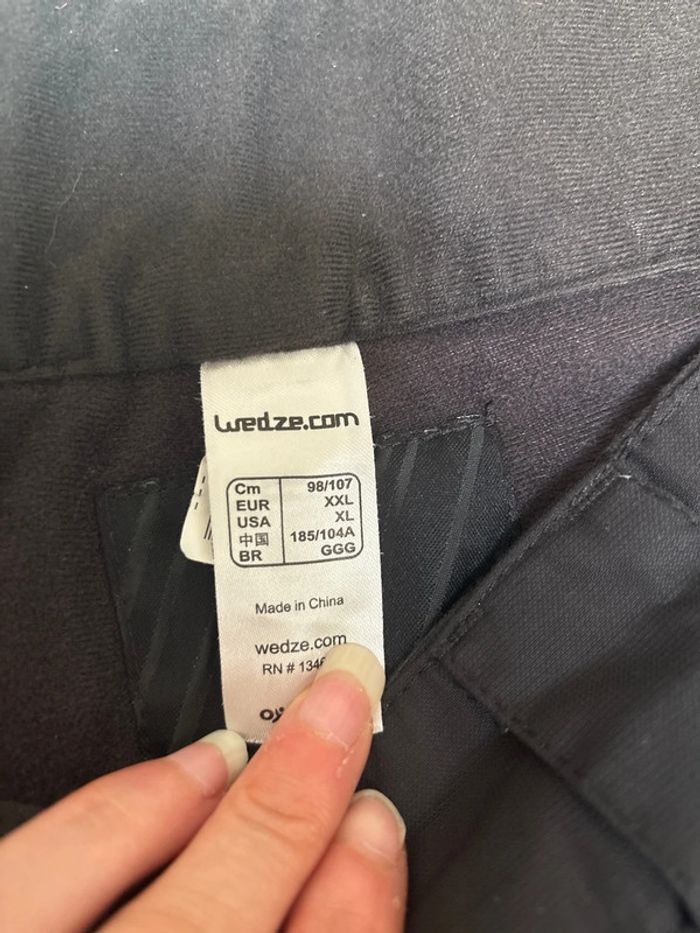 wedze.com
Cm 98/107
EUR XXL
USA XL
中国 185/104A
BR GGG
Made in China
wedze.com
RN #